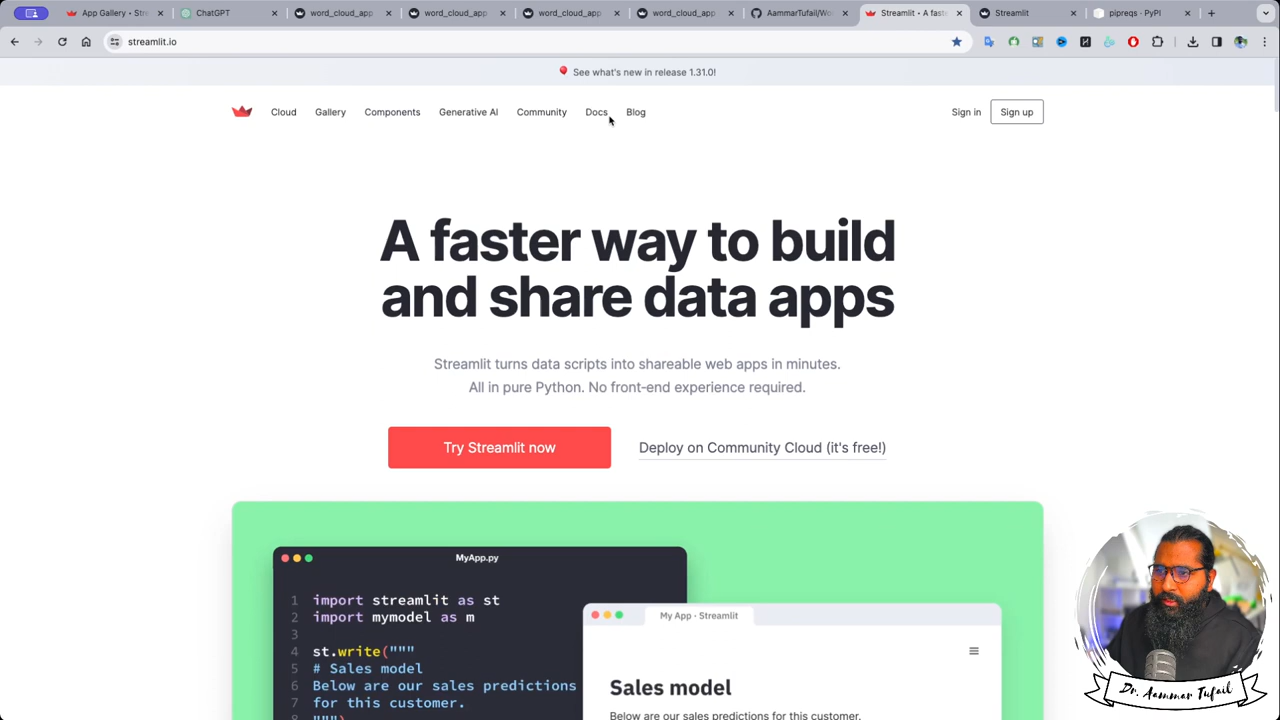 App Gallery • Stre
ChatGPT
word_cloud_app
word_cloud_app
word_cloud_app
word_cloud_app
AammarTufail/Wo
Streamlit • A faste
Streamlit
pipreqs · PyPI
streamlit.io
See what's new in release 1.31.0!
Cloud
Gallery
Components
Generative AI
Community
Docs
Blog
Sign in
Sign up
A faster way to build
and share data apps
Streamlit turns data scripts into shareable web apps in minutes.
All in pure Python. No front-end experience required.
Try Streamlit now
Deploy on Community Cloud (it's free!)
MyApp.py
1 import streamlit as st
2 import mymodel as m
3
4 st.write("""
5 # Sales model
6 Below are our sales predictions
7 for this customer.
8 """)
My App · Streamlit
Sales model
Below are our sales predictions for this customer.
Dr. Aammar Tufail